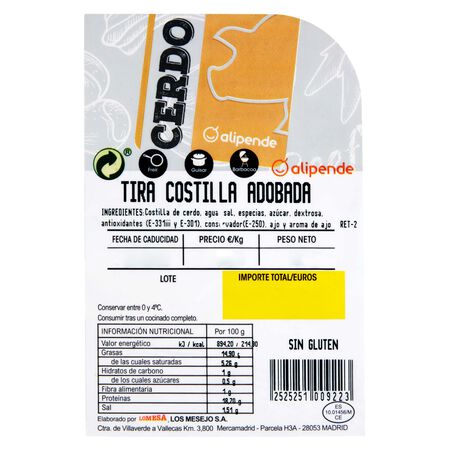 CERDO
alipende
®
Freír
Guisar
Barbacoa
alipende
TIRA COSTILLA ADOBADA
INGREDIENTES:Costilla de cerdo, agua sal, especias, azúcar, dextrosa,
antioxidantes (E-331iii y E-301), conservador(E-250), ajo y aroma de ajo RET-2
FECHA DE CADUCIDAD PRECIO €/Kg PESO NETO
LOTE IMPORTE TOTAL/EUROS
Conservar entre 0 y 4ºC.
Consumir tras un cocinado completo.
INFORMACIÓN NUTRICIONAL Por 100 g
Valor energético kJ / kcal 894,20 / 214,90
Grasas 14,90 g
de las cuales saturadas 5,26 g
Hidratos de carbono 1 g
de los cuales azúcares 0,5 g
Fibra alimentaria 1 g
Proteinas 18,70 g
Sal 1,51 g
SIN GLUTEN
2525251 009223
ES
10.01456/M
CE
Elaborado por LOMESA LOS MESEJO S.A.
Ctra. de Villaverde a Vallecas Km. 3,800 Mercamadrid - Parcela H3A - 28053 MADRID